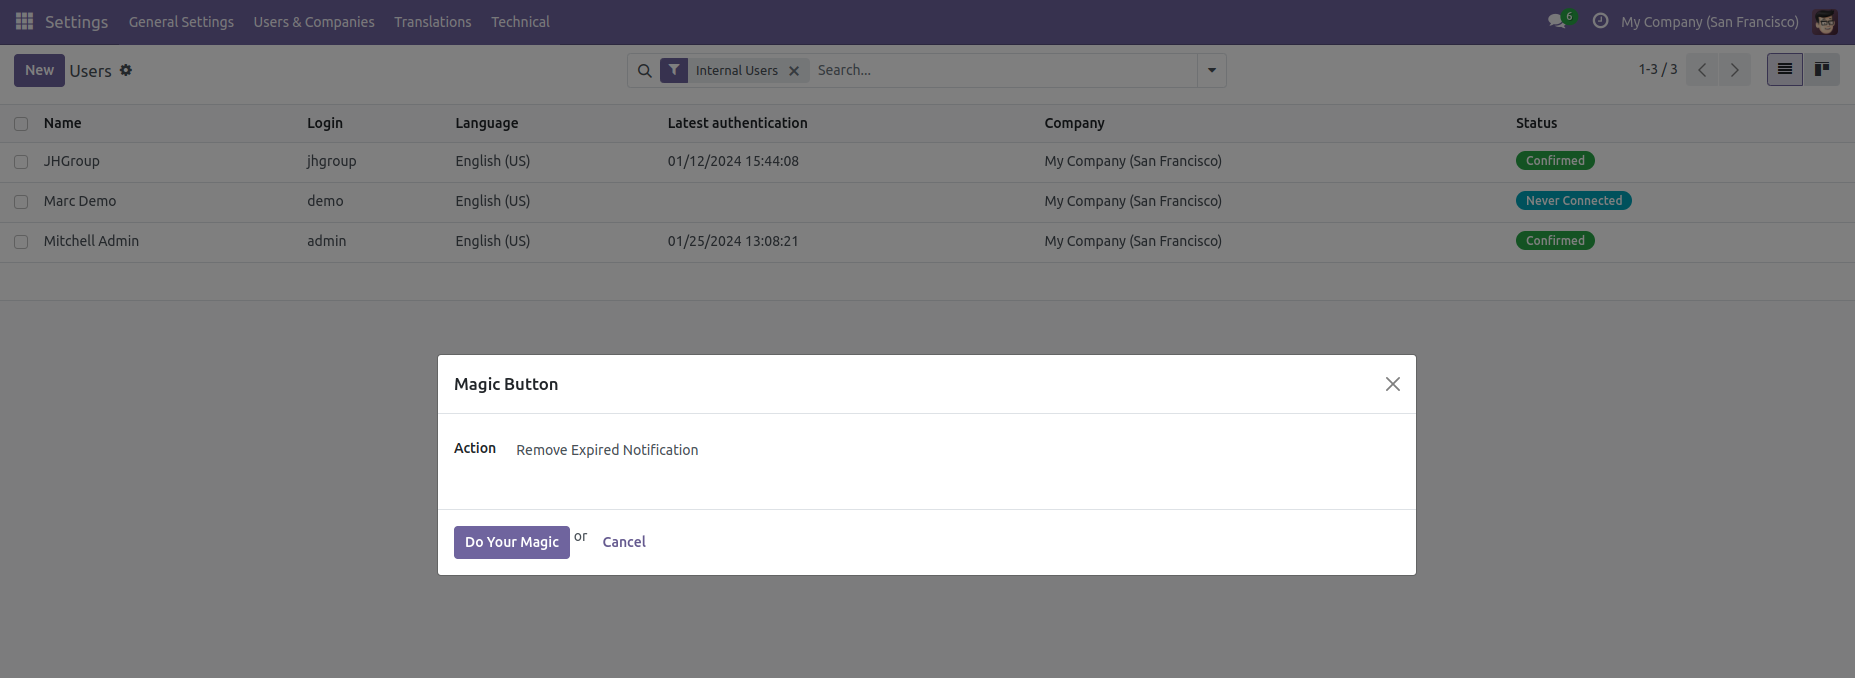 Settings General Settings Users & Companies Translations Technical 6 My Company (San Francisco)
New Users Internal Users Search... 1-3 / 3
Name Login Language Latest authentication Company Status
JHGroup jhgroup English (US) 01/12/2024 15:44:08 My Company (San Francisco) Confirmed
Marc Demo demo English (US) My Company (San Francisco) Never Connected
Mitchell Admin admin English (US) 01/25/2024 13:08:21 My Company (San Francisco) Confirmed
Magic Button
Action Remove Expired Notification
Do Your Magic or Cancel